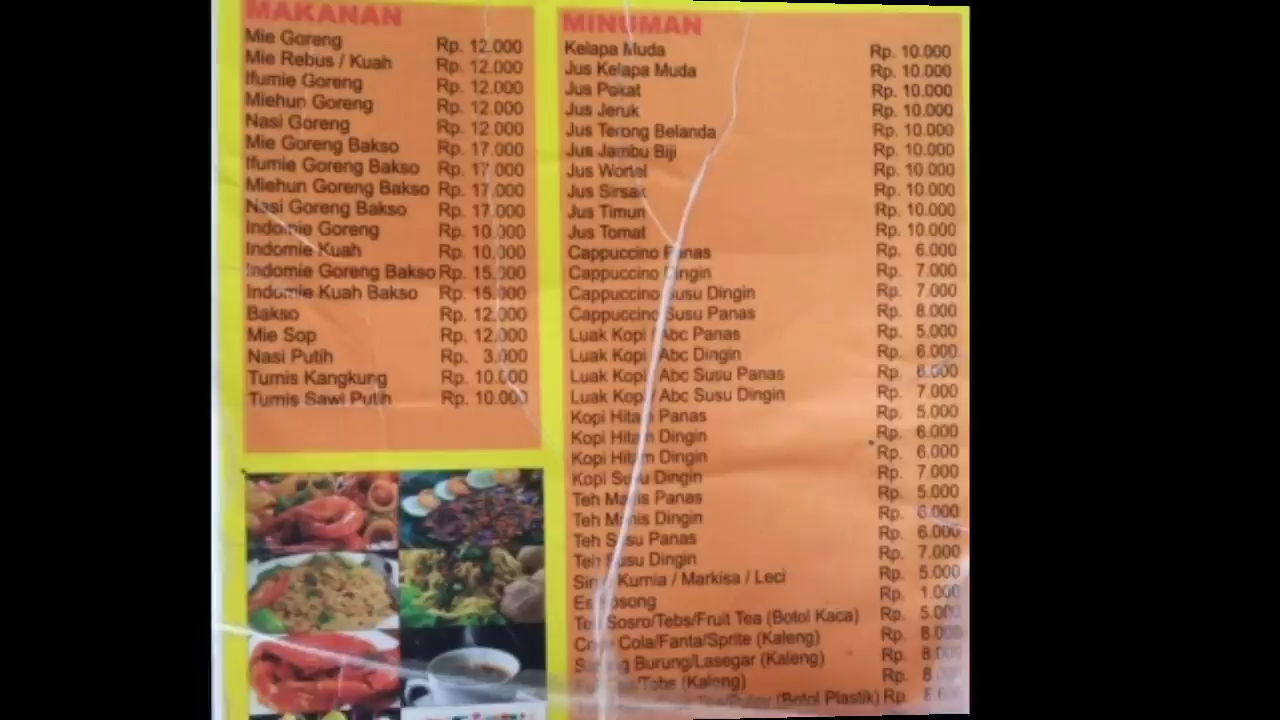 MAKANAN
Mie Goreng Rp. 12.000
Mie Rebus / Kuah Rp. 12.000
Ifumie Goreng Rp. 12.000
Miehun Goreng Rp. 12.000
Nasi Goreng Rp. 12.000
Mie Goreng Bakso Rp. 17.000
Ifumie Goreng Bakso Rp. 17.000
Miehun Goreng Bakso Rp. 17.000
Nasi Goreng Bakso Rp. 17.000
Indomie Goreng Rp. 10.000
Indomie Kuah Rp. 10.000
Indomie Goreng Bakso Rp. 15.000
Indomie Kuah Bakso Rp. 15.000
Bakso Rp. 12.000
Mie Sop Rp. 12.000
Nasi Putih Rp. 3.000
Tumis Kangkung Rp. 10.000
Tumis Sawi Putih Rp. 10.000
MINUMAN
Kelapa Muda Rp. 10.000
Jus Kelapa Muda Rp. 10.000
Jus Pokat Rp. 10.000
Jus Jeruk Rp. 10.000
Jus Terong Belanda Rp. 10.000
Jus Jambu Biji Rp. 10.000
Jus Wortel Rp. 10.000
Jus Sirsak Rp. 10.000
Jus Timun Rp. 10.000
Jus Tomat Rp. 10.000
Cappuccino Panas Rp. 6.000
Cappuccino Dingin Rp. 7.000
Cappuccino Susu Dingin Rp. 7.000
Cappuccino Susu Panas Rp. 8.000
Luak Kopi / Abc Panas Rp. 5.000
Luak Kopi / Abc Dingin Rp. 6.000
Luak Kopi / Abc Susu Panas Rp. 6.000
Luak Kopi / Abc Susu Dingin Rp. 7.000
Kopi Hitam Panas Rp. 5.000
Kopi Hitam Dingin Rp. 6.000
Kopi Hitam Dingin Rp. 6.000
Kopi Susu Dingin Rp. 7.000
Teh Manis Panas Rp. 5.000
Teh Manis Dingin Rp. 6.000
Teh Susu Panas Rp. 6.000
Teh Susu Dingin Rp. 7.000
Kurnia / Markisa / Leci Rp. 5.000
Es Kosong Rp. 1.000
Teh Sosro/Tebs/Fruit Tea (Botol Kaca) Rp. 5.000
Coca Cola/Fanta/Sprite (Kaleng) Rp. 8.000
Sarang Burung/Lasegar (Kaleng) Rp. 8.000
(Kaleng) Rp.
(Botol Plastik) Rp.